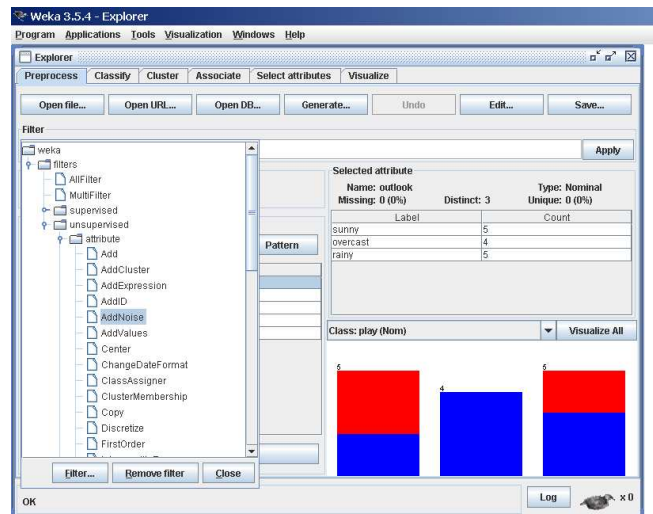 Weka 3.5.4 - Explorer
Program Applications Tools Visualization Windows Help
Explorer
Preprocess Classify Cluster Associate Select attributes Visualize
Open file... Open URL... Open DB... Generate... Undo Edit... Save...
Filter
Apply
weka
filters
AllFilter
MultiFilter
supervised
unsupervised
attribute
Add
AddCluster
AddExpression
AddID
AddNoise
AddValues
Center
ChangeDateFormat
ClassAssigner
ClusterMembership
Copy
Discretize
FirstOrder
Filter... Remove filter Close
Pattern
Selected attribute
Name: outlook Type: Nominal
Missing: 0 (0%) Distinct: 3 Unique: 0 (0%)
Label Count
sunny 5
overcast 4
rainy 5
Class: play (Nom) Visualize All
5 4 5
OK Log x 0